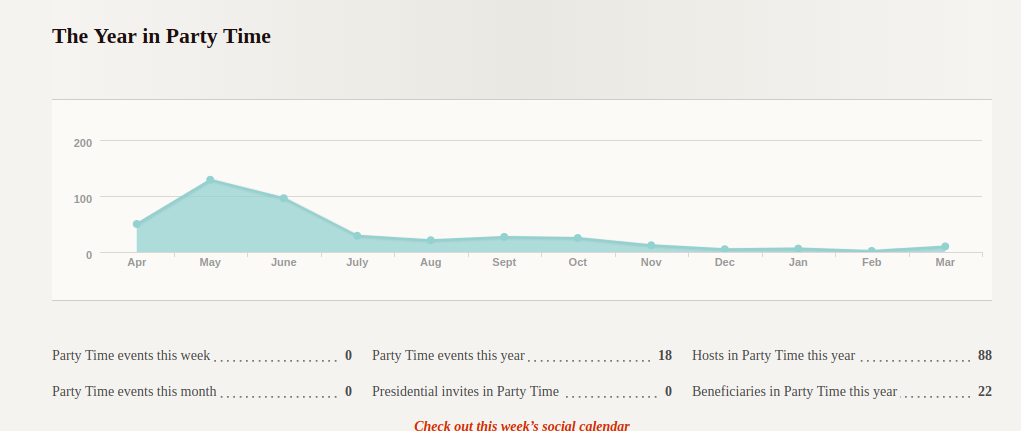 The Year in Party Time
200
100
0
Apr May June July Aug Sept Oct Nov Dec Jan Feb Mar
Party Time events this week 0 Party Time events this year 18 Hosts in Party Time this year 88
Party Time events this month 0 Presidential invites in Party Time 0 Beneficiaries in Party Time this year 22
Check out this week’s social calendar